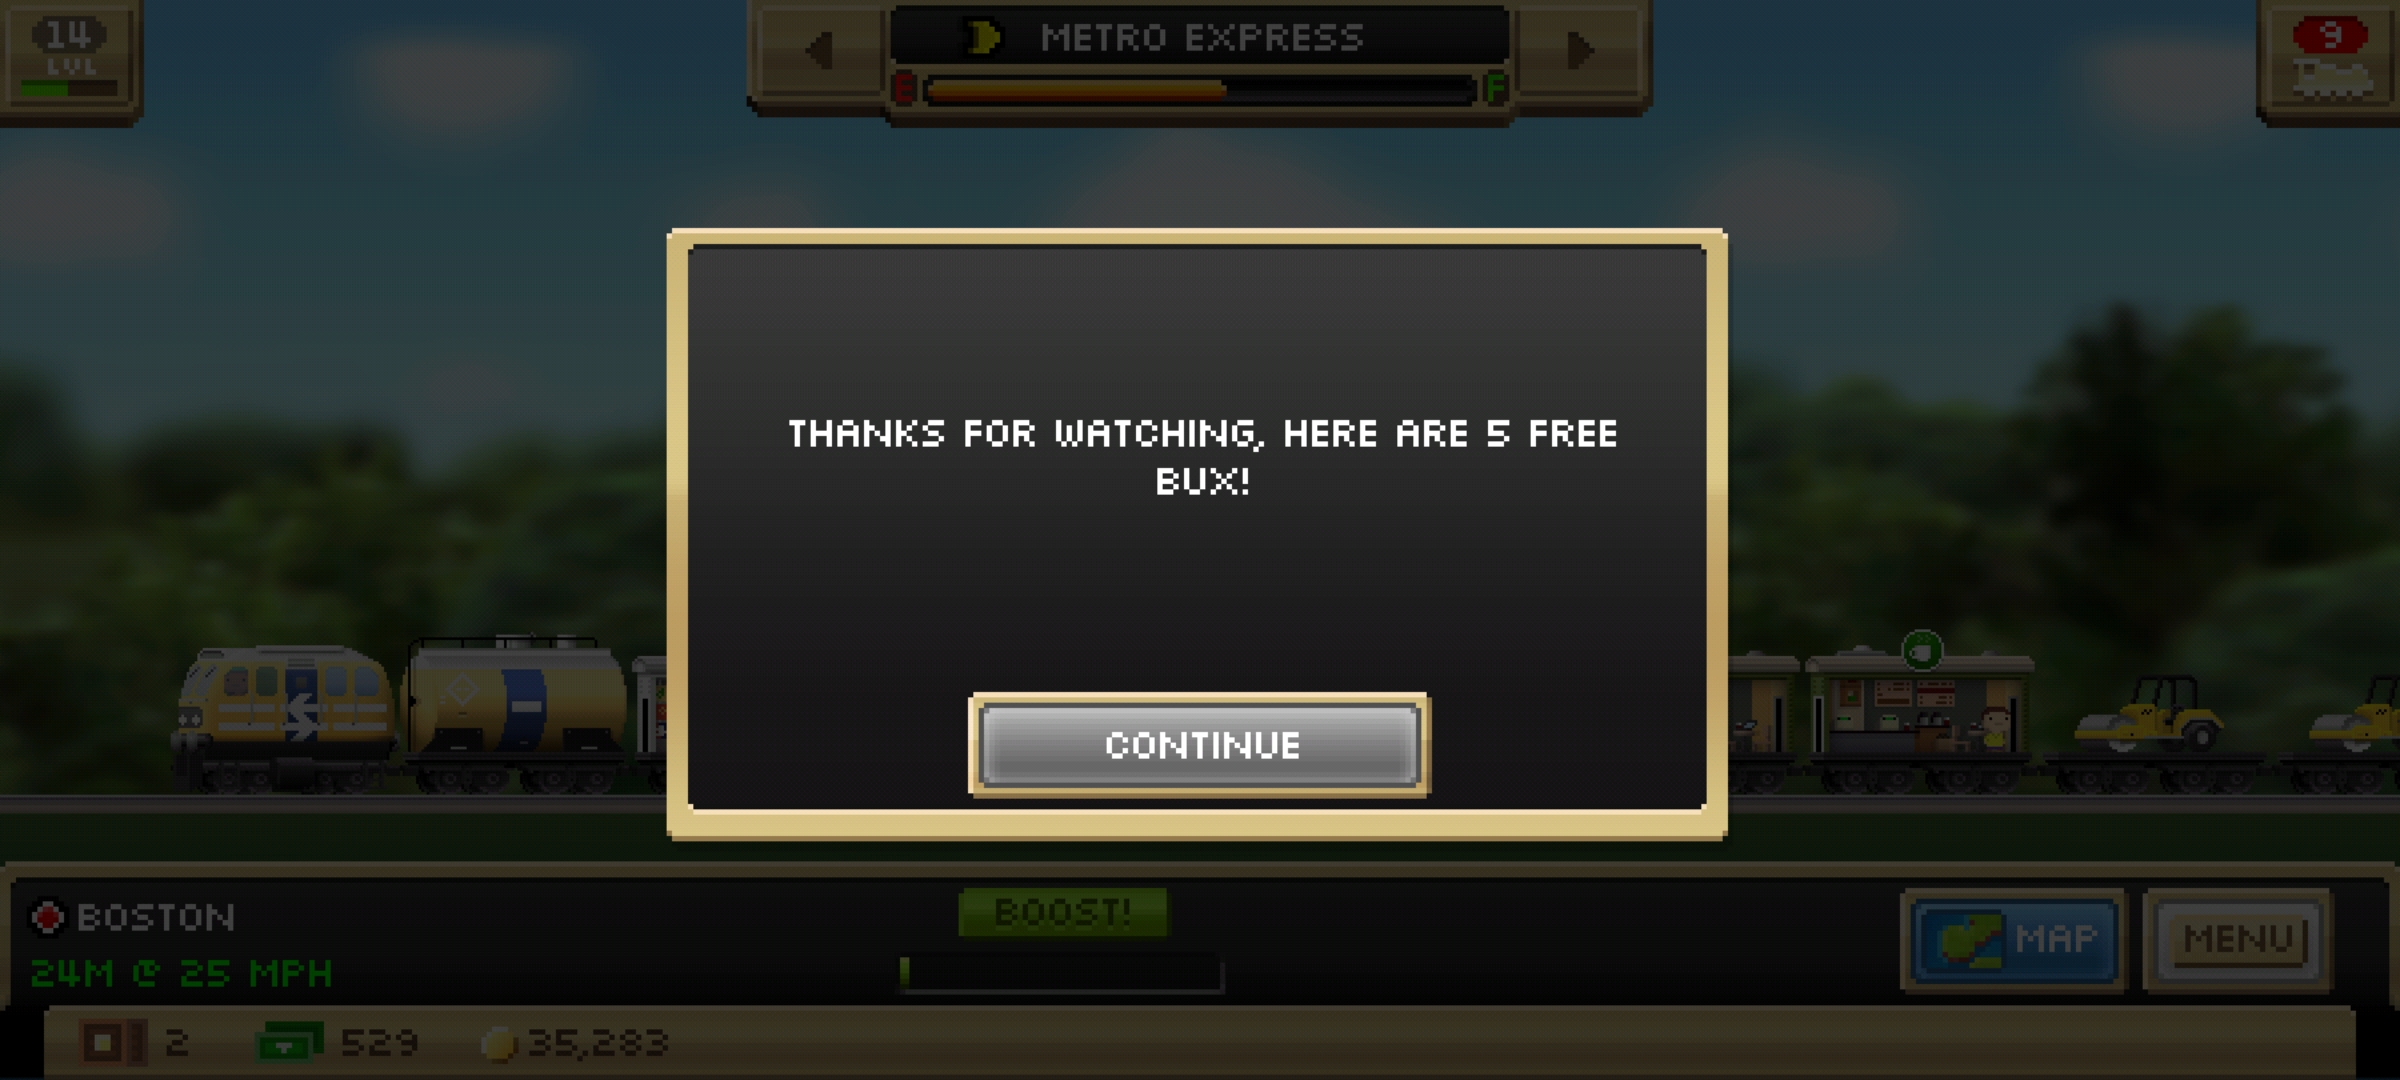 14
LVL
METRO EXPRESS
E F
9
THANKS FOR WATCHING, HERE ARE 5 FREE
BUX!
CONTINUE
BOSTON
24M @ 25 MPH
BOOST!
MAP
MENU
2 529 35,283